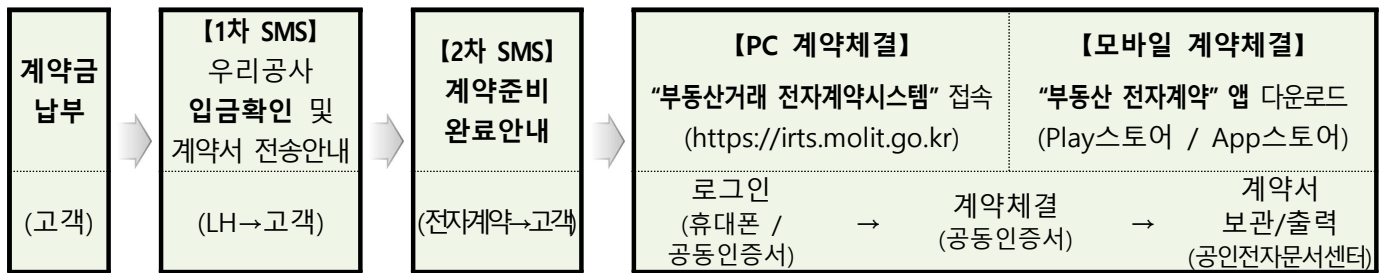 계약금
납부
(고객)
【1차 SMS】
우리공사
입금확인 및
계약서 전송안내
(LH→고객)
【2차 SMS】
계약준비
완료안내
(전자계약→고객)
【PC 계약체결】
“부동산거래 전자계약시스템” 접속
(https://irts.molit.go.kr)
【모바일 계약체결】
“부동산 전자계약” 앱 다운로드
(Play스토어 / App스토어)
로그인
(휴대폰 /
공동인증서)
→
계약체결
(공동인증서)
→
계약서
보관/출력
(공인전자문서센터)